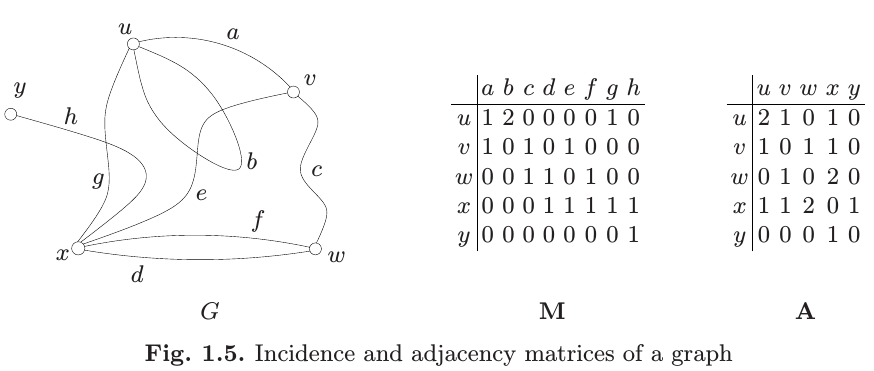 u
a
y
v
h
b
c
g
e
f
x
w
d
G
a b c d e f g h
u 1 2 0 0 0 0 1 0
v 1 0 1 0 1 0 0 0
w 0 0 1 1 0 1 0 0
x 0 0 0 1 1 1 1 1
y 0 0 0 0 0 0 0 1
M
u v w x y
u 2 1 0 1 0
v 1 0 1 1 0
w 0 1 0 2 0
x 1 1 2 0 1
y 0 0 0 1 0
A
Fig. 1.5. Incidence and adjacency matrices of a graph